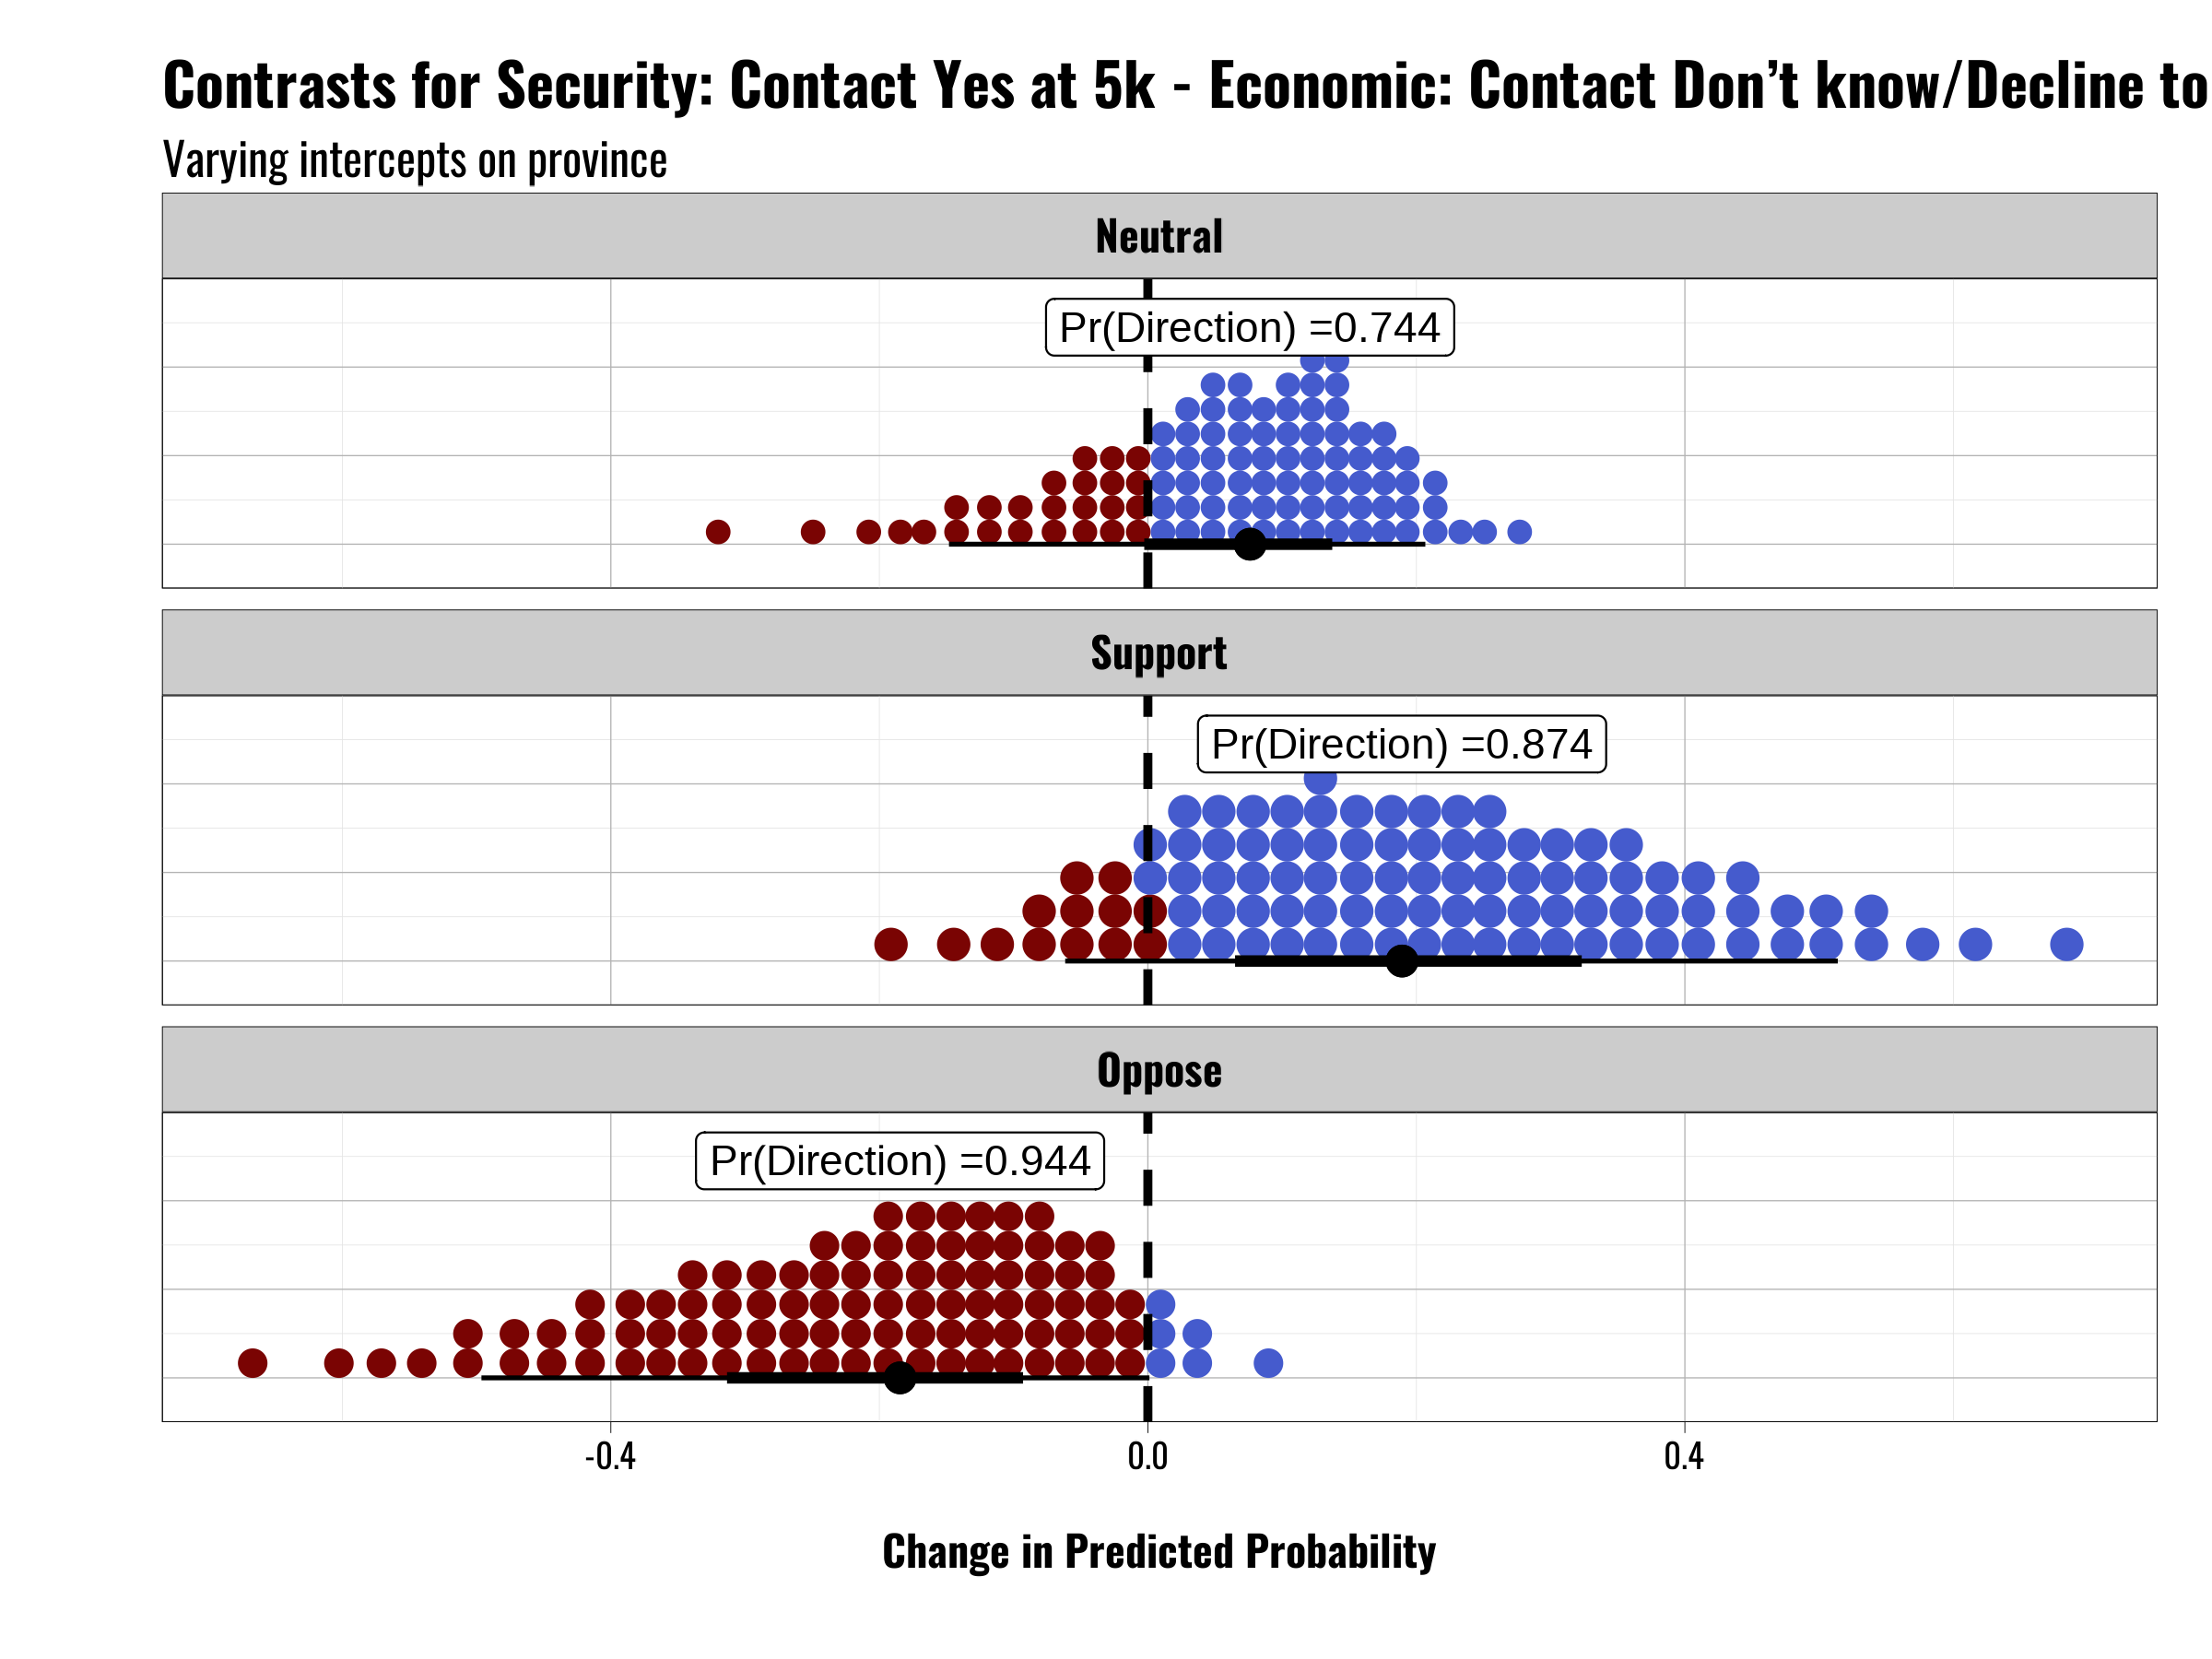 Contrasts for Security: Contact Yes at 5k - Economic: Contact Don’t know/Decline to
Varying intercepts on province
Neutral
Pr(Direction) =0.744
Support
Pr(Direction) =0.874
Oppose
Pr(Direction) =0.944
-0.4 0.0 0.4
Change in Predicted Probability